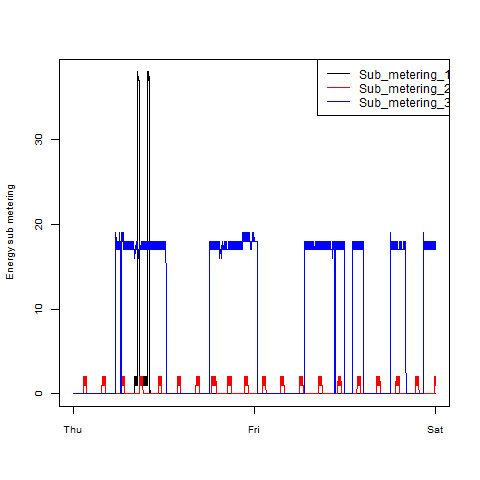 Sub_metering_1
Sub_metering_2
Sub_metering_3
30
20
10
0
Energy sub metering
Thu Fri Sat